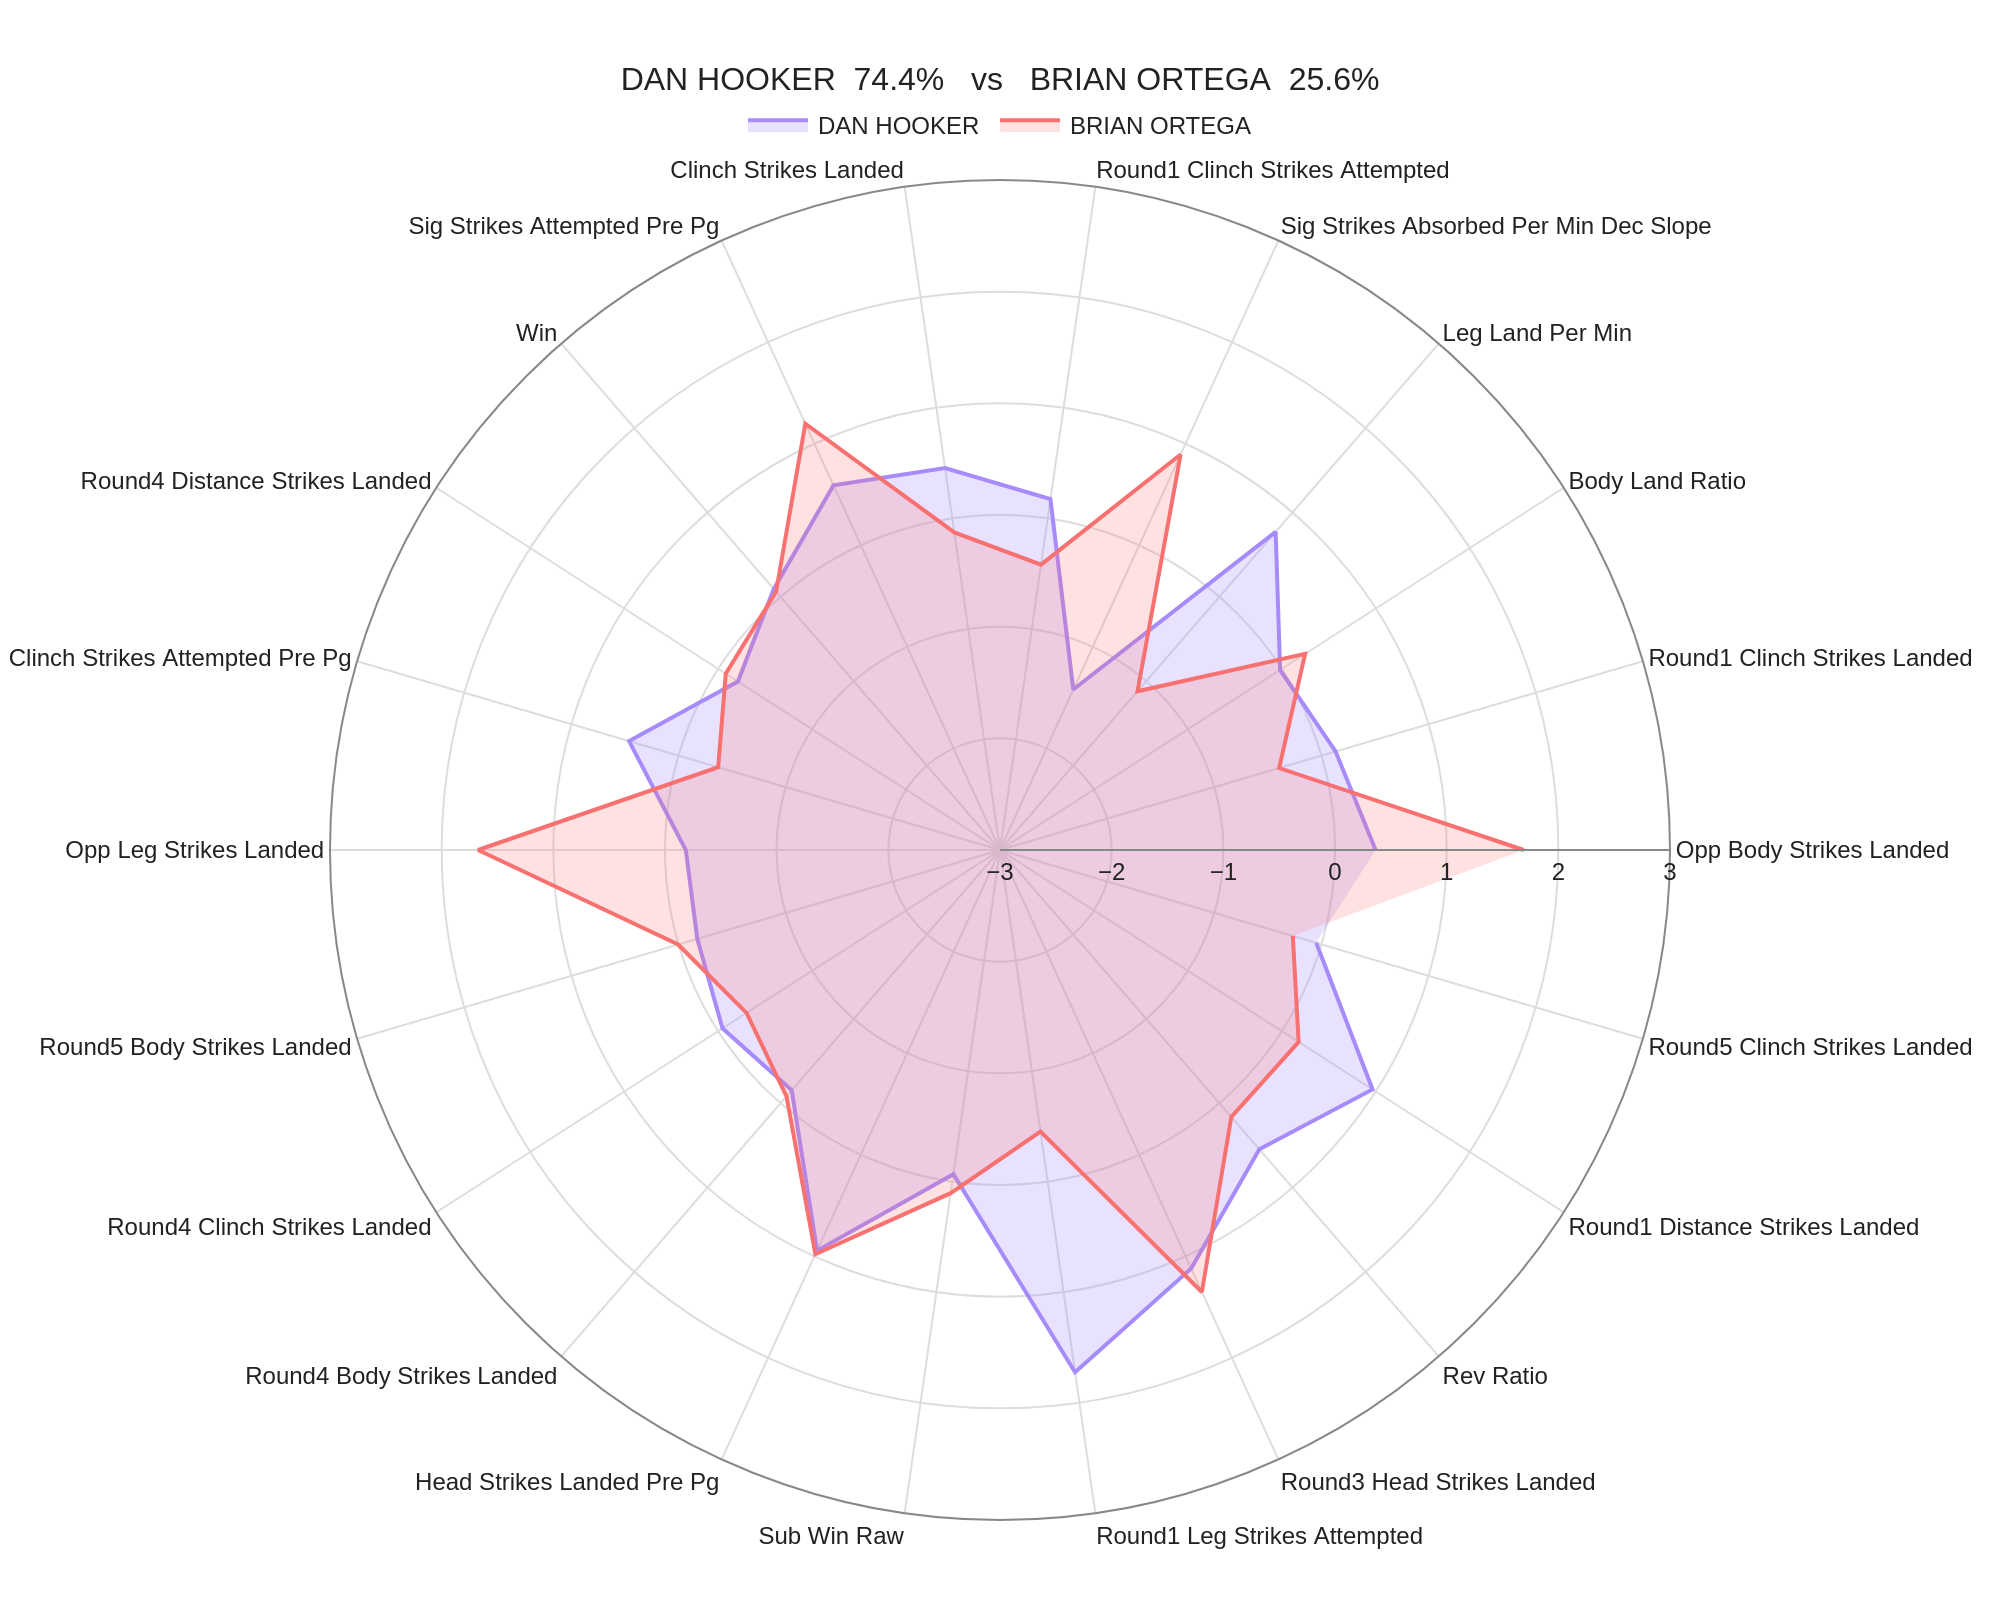 DAN HOOKER 74.4% vs BRIAN ORTEGA 25.6%
DAN HOOKER BRIAN ORTEGA
Clinch Strikes Landed Round1 Clinch Strikes Attempted
Sig Strikes Attempted Pre Pg Sig Strikes Absorbed Per Min Dec Slope
Win Leg Land Per Min
Round4 Distance Strikes Landed Body Land Ratio
Clinch Strikes Attempted Pre Pg Round1 Clinch Strikes Landed
Opp Leg Strikes Landed Opp Body Strikes Landed
−3 −2 −1 0 1 2 3
Round5 Body Strikes Landed Round5 Clinch Strikes Landed
Round4 Clinch Strikes Landed Round1 Distance Strikes Landed
Round4 Body Strikes Landed Rev Ratio
Head Strikes Landed Pre Pg Round3 Head Strikes Landed
Sub Win Raw Round1 Leg Strikes Attempted